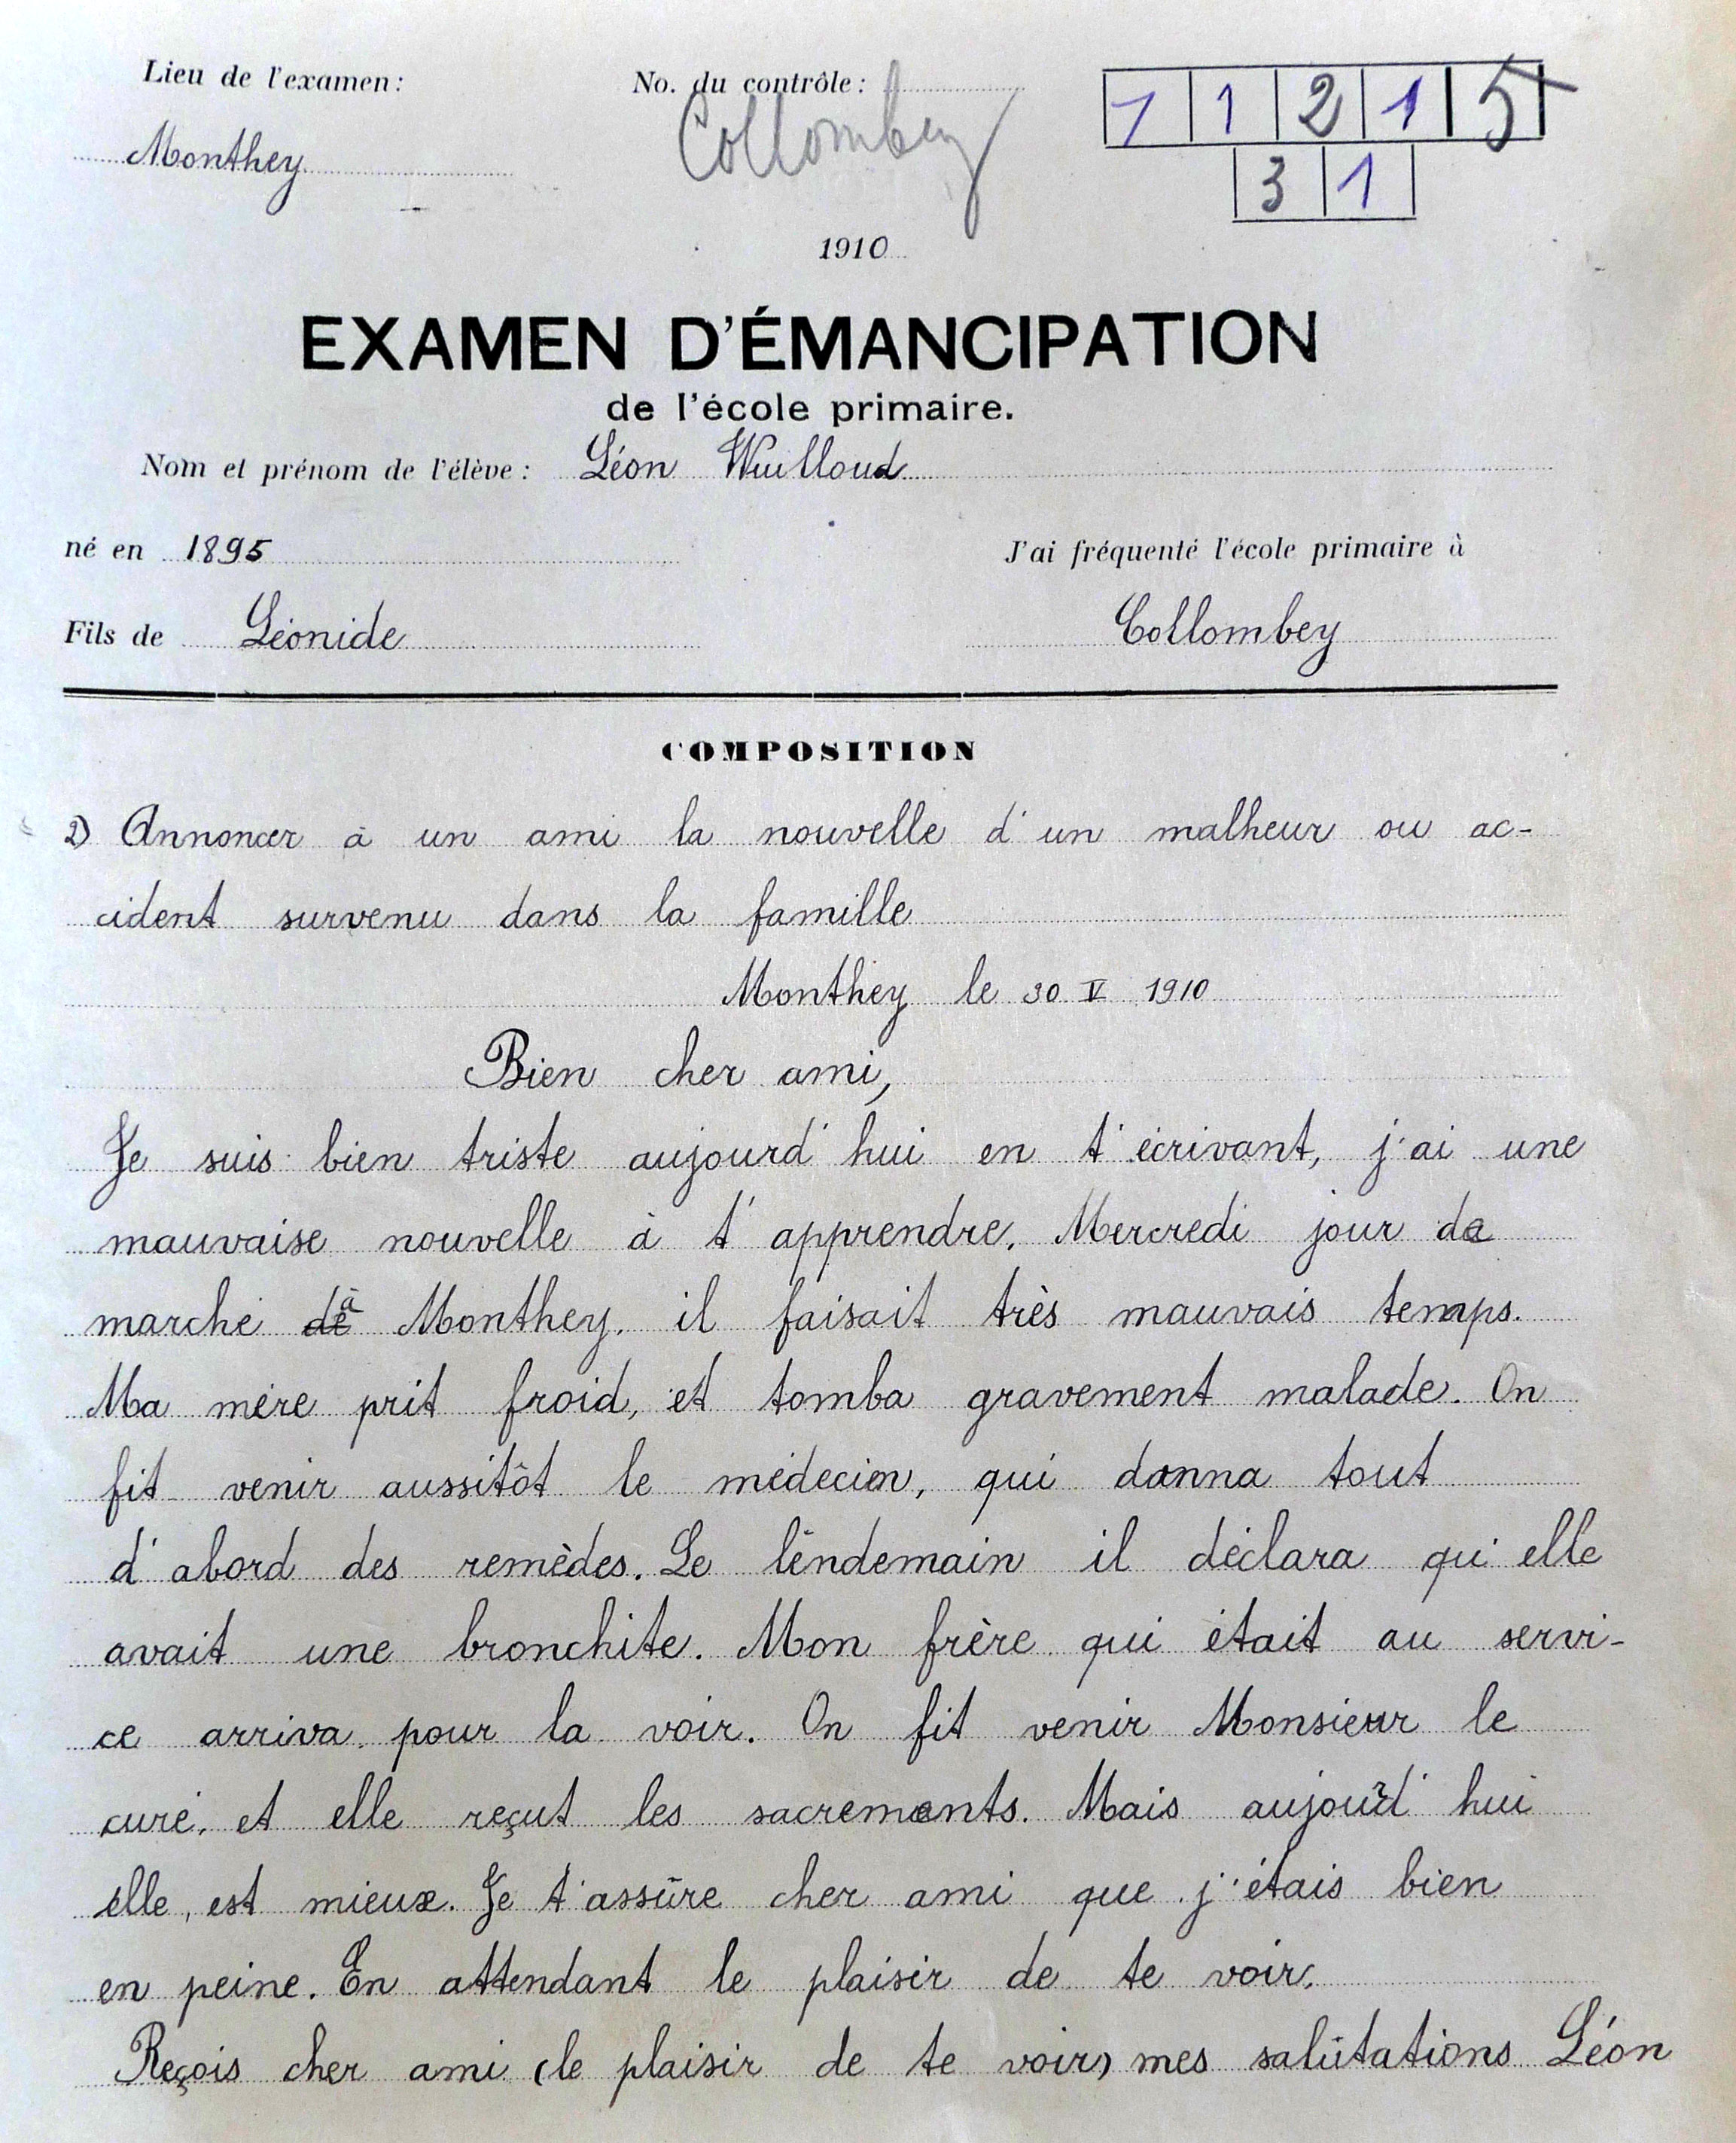 Lieu de l'examen:
No. du contrôle:
1 1 2 1 5
Monthey
Collombey
3 1
1910
EXAMEN D'ÉMANCIPATION
de l'école primaire.
Nom et prénom de l'élève: Léon Wuilloud
né en 1895
J'ai fréquenté l'école primaire à
Fils de Léonide
Collombey
COMPOSITION
2) Annoncer à un ami la nouvelle d'un malheur ou ac-
cident survenu dans la famille
Monthey le 30 V 1910
Bien cher ami,
Je suis bien triste aujourd'hui en t'écrivant, j'ai une
mauvaise nouvelle à t'apprendre. Mercredi jour de
marché de à Monthey. il faisait très mauvais temps.
Ma mère prit froid, et tomba gravement malade. On
fit venir aussitôt le médecin, qui donna tout
d'abord des remèdes. Le lendemain il déclara qu'elle
avait une bronchite. Mon frère qui était au servi-
ce arriva pour la voir. On fit venir Monsieur le
curé, et elle reçut les sacrements. Mais aujourd'hui
elle, est mieux. Je t'assûre cher ami que j'étais bien
en peine. En attendant le plaisir de te voir.
Reçois cher ami (le plaisir de te voir) mes salutations Léon